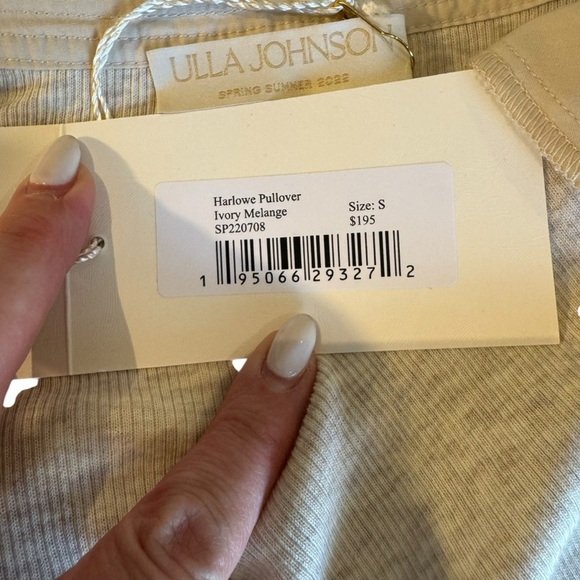 ULLA JOHNSON
SPRING SUMMER 2022
Harlowe Pullover
Ivory Melange Size: S
SP220708 $195
1 95066 29327 2